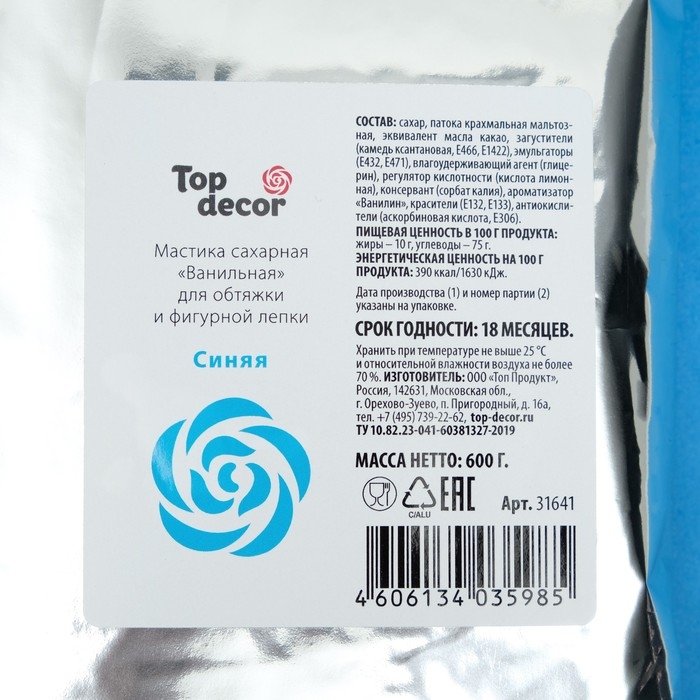 Top
decor
Мастика сахарная
«Ванильная»
для обтяжки
и фигурной лепки
Синяя
СОСТАВ: сахар, патока крахмальная мальтоз-
ная, эквивалент масла какао, загустители
(камедь ксантановая, Е466, Е1422), эмульгаторы
(Е432, Е471), влагоудерживающий агент (глице-
рин), регулятор кислотности (кислота лимон-
ная), консервант (сорбат калия), ароматизатор
«Ванилин», красители (Е132, Е133), антиокисли-
тели (аскорбиновая кислота, Е306).
ПИЩЕВАЯ ЦЕННОСТЬ В 100 Г ПРОДУКТА:
жиры – 10 г, углеводы – 75 г.
ЭНЕРГЕТИЧЕСКАЯ ЦЕННОСТЬ НА 100 Г
ПРОДУКТА: 390 ккал/1630 кДж.
Дата производства (1) и номер партии (2)
указаны на упаковке.
СРОК ГОДНОСТИ: 18 МЕСЯЦЕВ.
Хранить при температуре не выше 25 °С
и относительной влажности воздуха не более
70 %. ИЗГОТОВИТЕЛЬ: ООО «Топ Продукт»,
Россия, 142631, Московская обл.,
г. Орехово-Зуево, п. Пригородный, д. 16а,
тел. +7 (495) 739-22-62, top-decor.ru
ТУ 10.82.23-041-60381327-2019
МАССА НЕТТО: 600 Г.
C/ALU
EAC
Арт. 31641
4 606134 035985